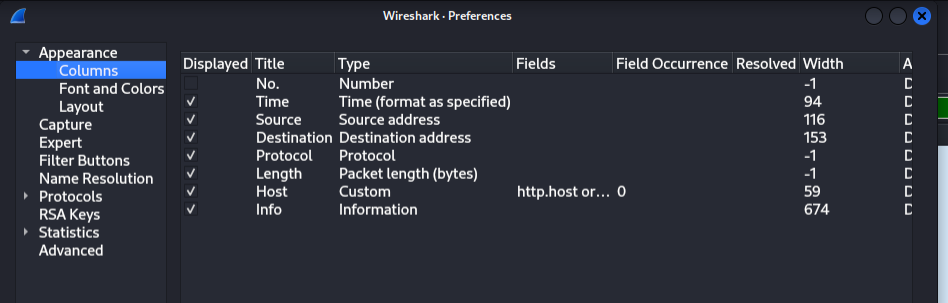 Wireshark · Preferences
Appearance
Columns
Font and Colors
Layout
Capture
Expert
Filter Buttons
Name Resolution
Protocols
RSA Keys
Statistics
Advanced
Displayed Title Type Fields Field Occurrence Resolved Width A
No. Number -1 D
Time Time (format as specified) 94 D
Source Source address 116 D
Destination Destination address 153 D
Protocol Protocol -1 D
Length Packet length (bytes) -1 D
Host Custom http.host or... 0 59 D
Info Information 674 D